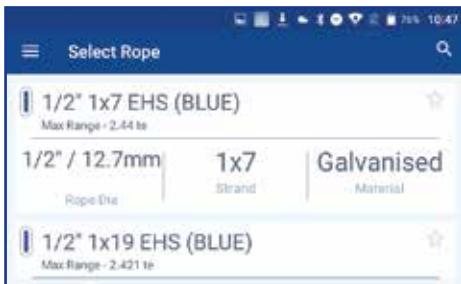 76% 10:47
Select Rope
1/2" 1x7 EHS (BLUE)
Max Range - 2.44 te
1/2" / 12.7mm 1x7 Galvanised
Rope Dia Strand Material
1/2" 1x19 EHS (BLUE)
Max Range - 2.421 te